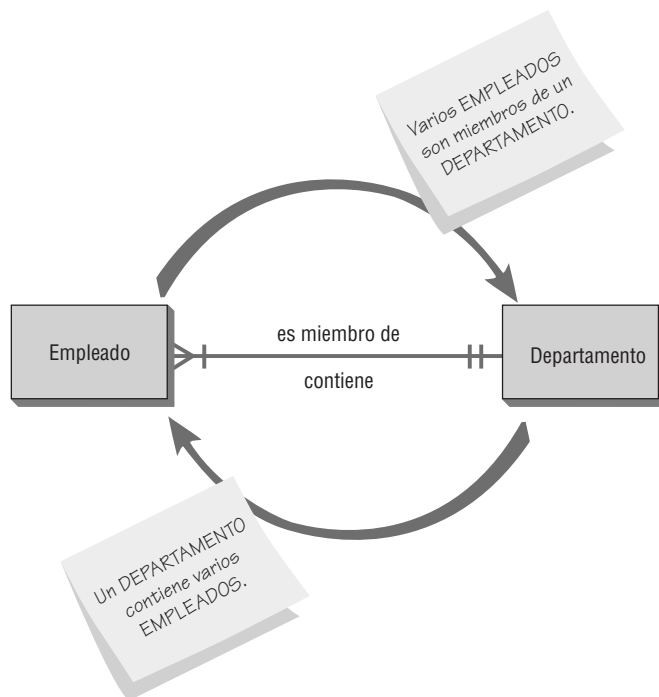 Varios EMPLEADOS
son miembros de un
DEPARTAMENTO.
es miembro de
Empleado
Departamento
contiene
Un DEPARTAMENTO
contiene varios
EMPLEADOS.